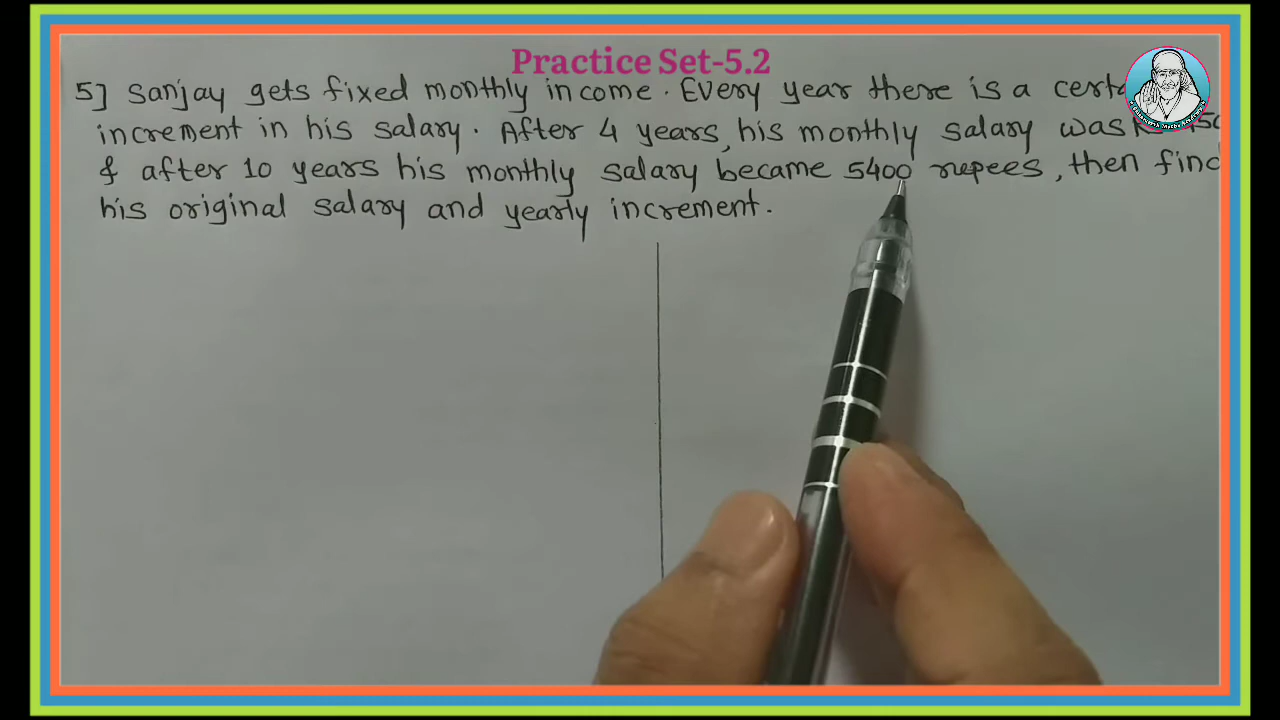 Practice Set-5.2
5] Sanjay gets fixed monthly income. Every year there is a
increment in his salary. After 4 years, his monthly salary was
& after 10 years his monthly salary became 5400 rupees, then find
his original salary and yearly increment.